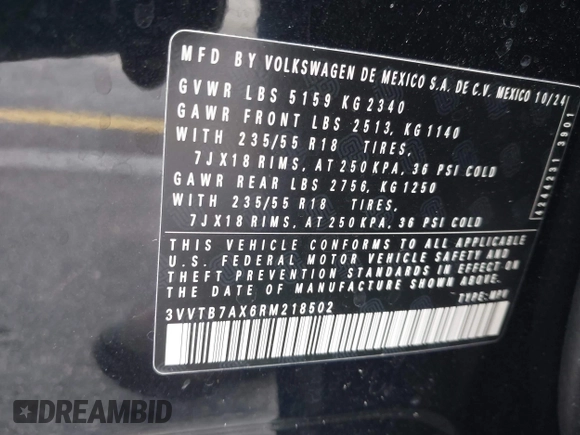 MFD BY VOLKSWAGEN DE MEXICO S.A. DE C.V. MEXICO 10/24
GVWR LBS 5159 KG 2340
GAWR FRONT LBS 2513, KG 1140
WITH 235/55 R18 TIRES,
7JX18 RIMS, AT 250 KPA, 36 PSI COLD
GAWR REAR LBS 2756, KG 1250
WITH 235/55 R18 TIRES,
7JX18 RIMS, AT 250 KPA, 36 PSI COLD
THIS VEHICLE CONFORMS TO ALL APPLICABLE
U.S. FEDERAL MOTOR VEHICLE SAFETY AND
THEFT PREVENTION STANDARDS IN EFFECT ON
THE DATE OF MANUFACTURE SHOWN ABOVE.
3VVTB7AX6RM218502
TYPE:MPV
4244231 3901
DREAMBID